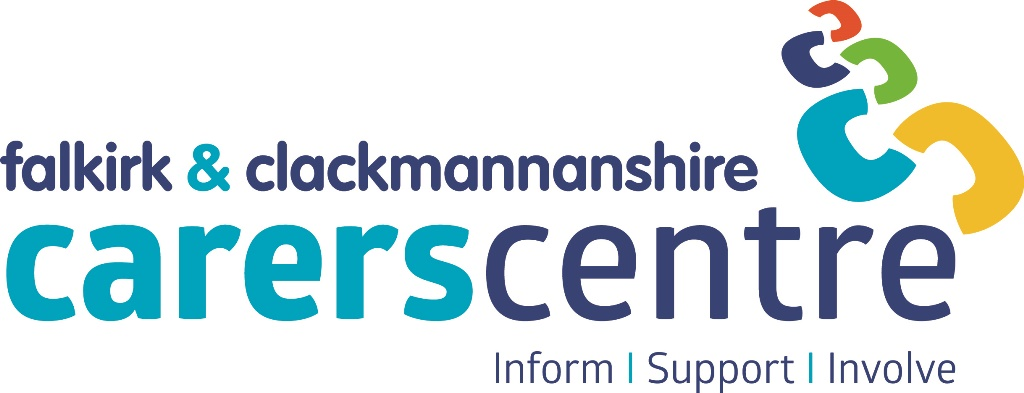 falkirk & clackmannanshire
carerscentre
Inform | Support | Involve